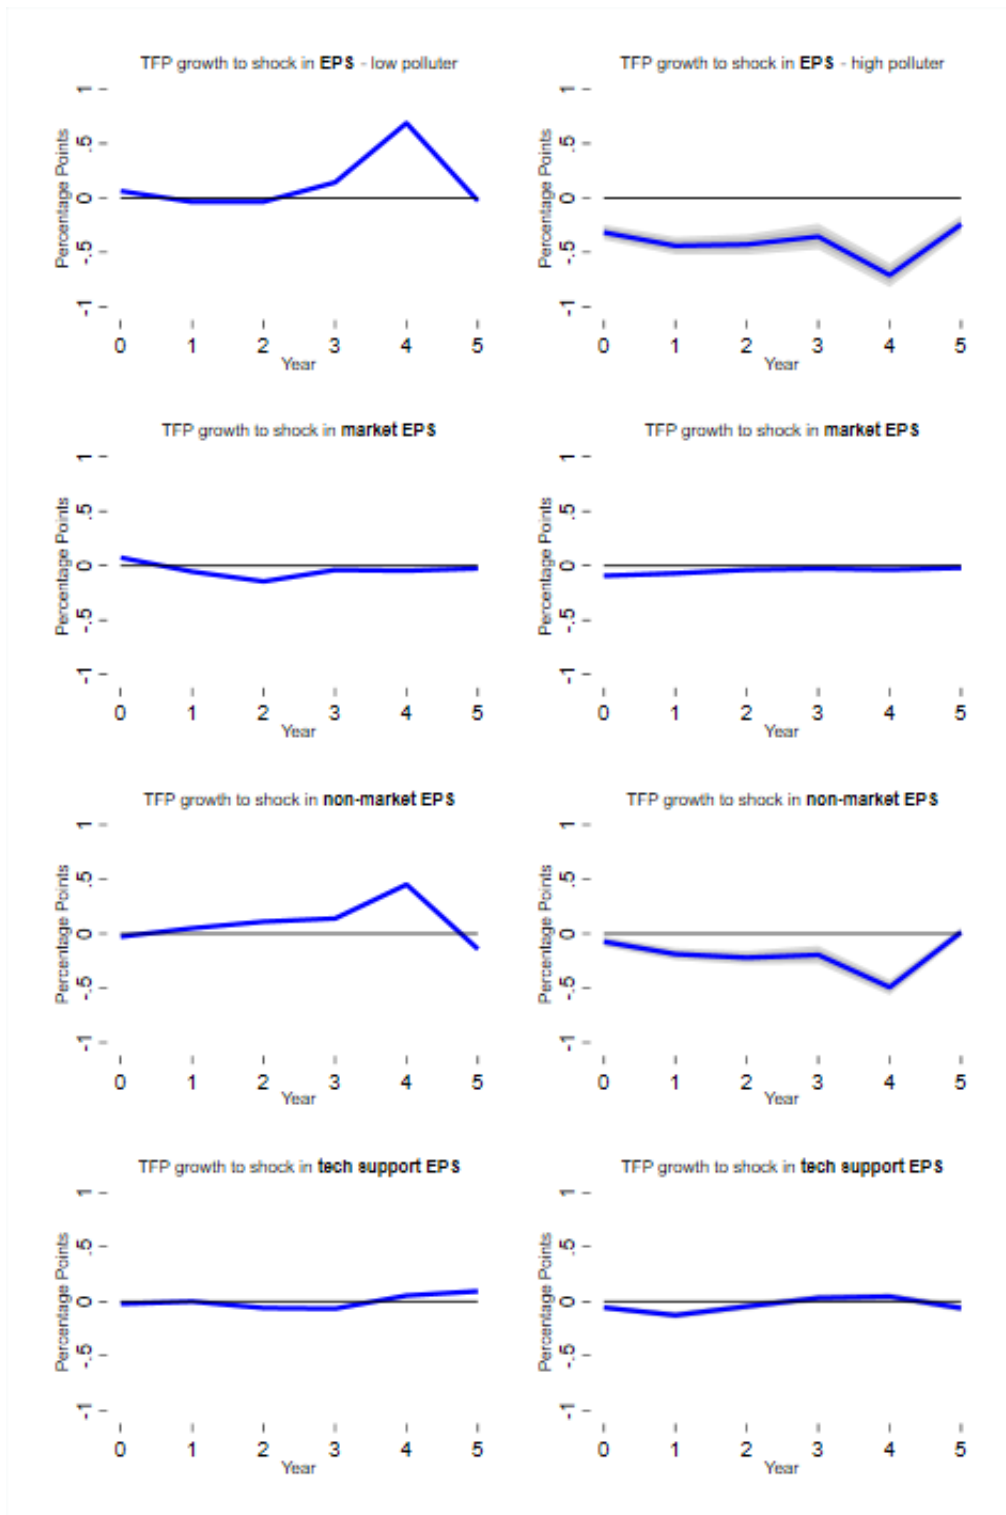 TFP growth to shock in EPS - low polluter
Percentage Points
1
.5
0
-.5
-1
0 1 2 3 4 5
Year
TFP growth to shock in EPS - high polluter
Percentage Points
1
.5
0
-.5
-1
0 1 2 3 4 5
Year
TFP growth to shock in market EPS
Percentage Points
1
.5
0
-.5
-1
0 1 2 3 4 5
Year
TFP growth to shock in market EPS
Percentage Points
1
.5
0
-.5
-1
0 1 2 3 4 5
Year
TFP growth to shock in non-market EPS
Percentage Points
1
.5
0
-.5
-1
0 1 2 3 4 5
Year
TFP growth to shock in non-market EPS
Percentage Points
1
.5
0
-.5
-1
0 1 2 3 4 5
Year
TFP growth to shock in tech support EPS
Percentage Points
1
.5
0
-.5
-1
0 1 2 3 4 5
Year
TFP growth to shock in tech support EPS
Percentage Points
1
.5
0
-.5
-1
0 1 2 3 4 5
Year